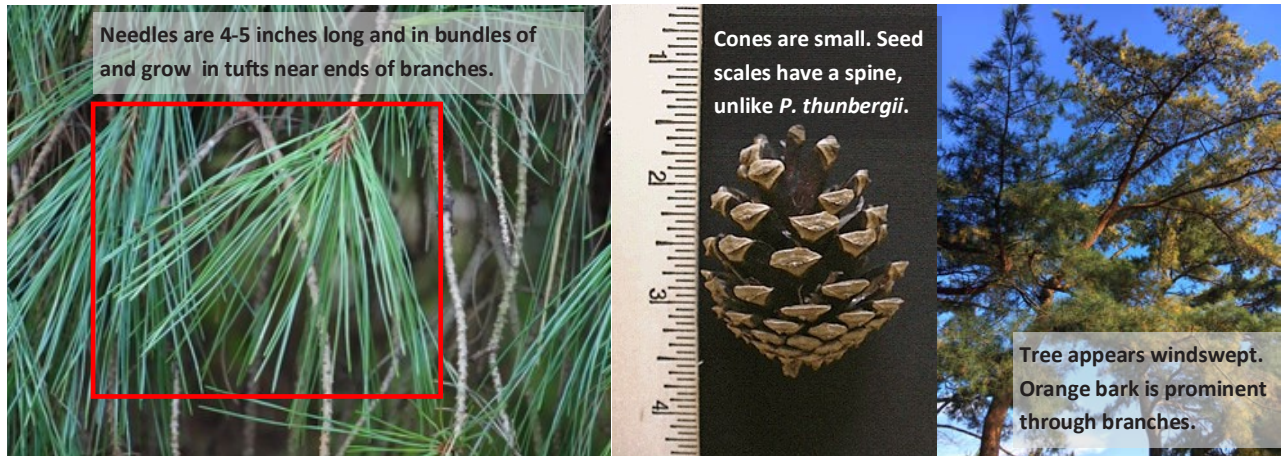 Needles are 4-5 inches long and in bundles of
and grow in tufts near ends of branches.
Cones are small. Seed
scales have a spine,
unlike P. thunbergii.
1
2
3
4
Tree appears windswept.
Orange bark is prominent
through branches.